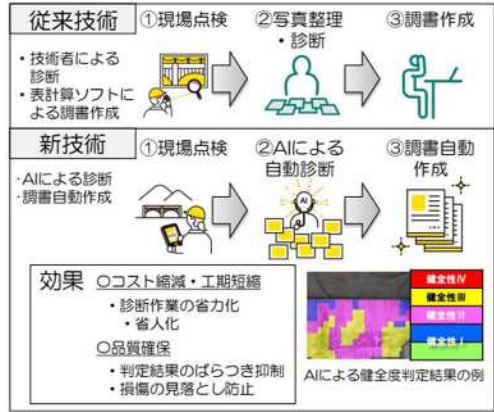 従来技術
①現場点検
②写真整理
・診断
③調書作成
・技術者による
診断
・表計算ソフトに
よる調書作成
新技術
①現場点検
②AIによる
自動診断
③調書自動
作成
・AIによる診断
・調書自動作成
AI
効果
○コスト縮減・工期短縮
・診断作業の省力化
・省人化
○品質確保
・判定結果のばらつき抑制
・損傷の見落とし防止
健全性Ⅳ
健全性Ⅲ
健全性Ⅱ
健全性Ⅰ
AIによる健全度判定結果の例